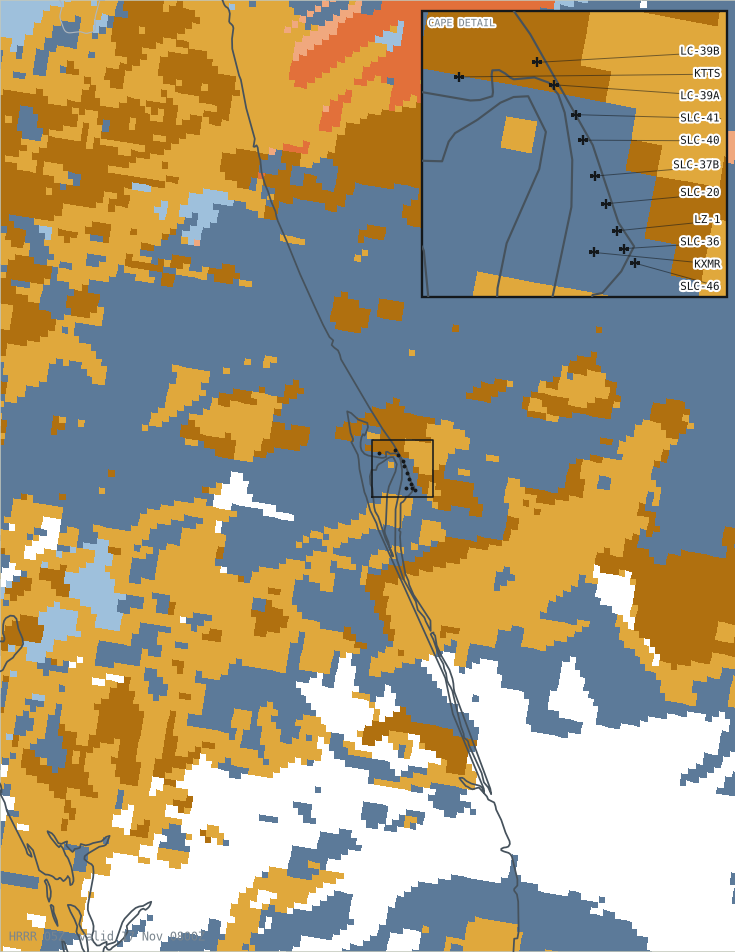 CAPE DETAIL
LC-39B
KTTS
LC-39A
SLC-41
SLC-40
SLC-37B
SLC-20
LZ-1
SLC-36
KXMR
SLC-46
HRRR valid Nov